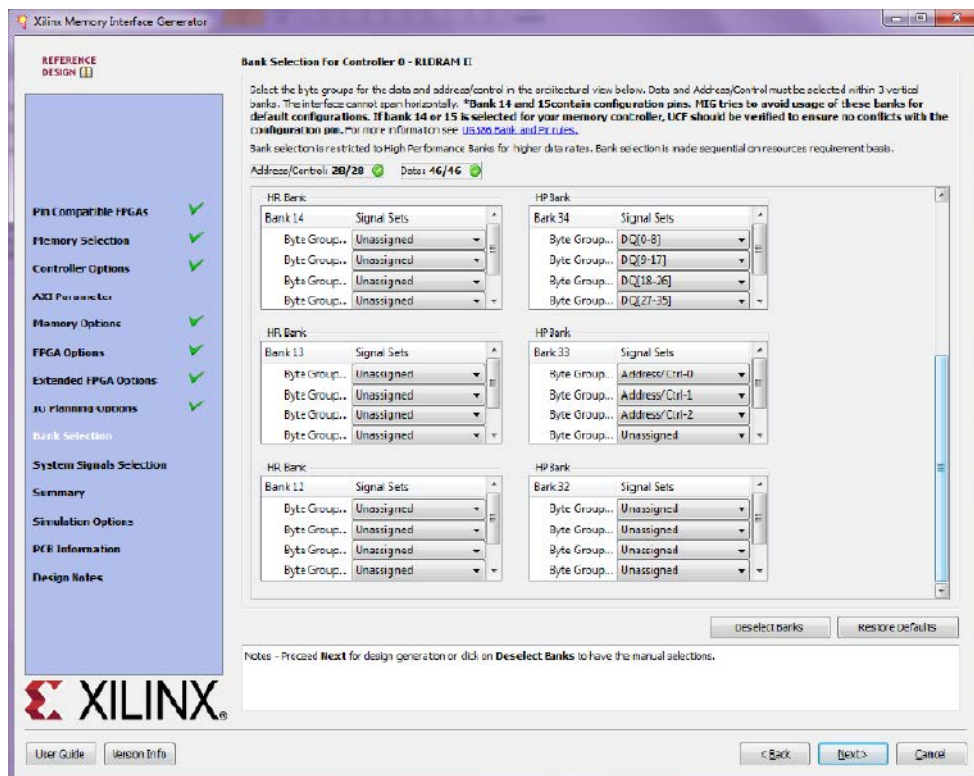 Xilinx Memory Interface Generator
REFERENCE
DESIGN
Pin Compatible FPGAs
Memory Selection
Controller Options
AXI Parameter
Memory Options
FPGA Options
Extended FPGA Options
IO Planning Options
Bank Selection
System Signals Selection
Summary
Simulation Options
PCB Information
Design Notes
XILINX®
Bank Selection For Controller 0 - RLDRAM II
Select the byte groups for the data and address/control in the architectural view below. Data and Address/Control must be selected within 3 vertical
banks. The interface cannot span horizontally. *Bank 14 and 15contain configuration pins. MIG tries to avoid usage of these banks for
default configurations. If bank 14 or 15 is selected for your memory controller, UCF should be verified to ensure no conflicts with the
configuration pin. For more information see UG586 Bank and Pin rules.
Bank selection is restricted to High Performance Banks for higher data rates. Bank selection is made sequential on resources requirement basis.
Address/Control: 28/28 Data: 46/46
HR Bank
Bank 14 Signal Sets
Byte Group... Unassigned
Byte Group... Unassigned
Byte Group... Unassigned
Byte Group... Unassigned
HP Bank
Bank 34 Signal Sets
Byte Group... DQ[0-8]
Byte Group... DQ[9-17]
Byte Group... DQ[18-26]
Byte Group... DQ[27-35]
HR Bank
Bank 13 Signal Sets
Byte Group... Unassigned
Byte Group... Unassigned
Byte Group... Unassigned
Byte Group... Unassigned
HP Bank
Bank 33 Signal Sets
Byte Group... Address/Ctrl-0
Byte Group... Address/Ctrl-1
Byte Group... Address/Ctrl-2
Byte Group... Unassigned
HR Bank
Bank 12 Signal Sets
Byte Group... Unassigned
Byte Group... Unassigned
Byte Group... Unassigned
Byte Group... Unassigned
HP Bank
Bank 32 Signal Sets
Byte Group... Unassigned
Byte Group... Unassigned
Byte Group... Unassigned
Byte Group... Unassigned
Deselect Banks Restore Defaults
Notes - Proceed Next for design generation or click on Deselect Banks to have the manual selections.
User Guide Version Info < Back Next > Cancel